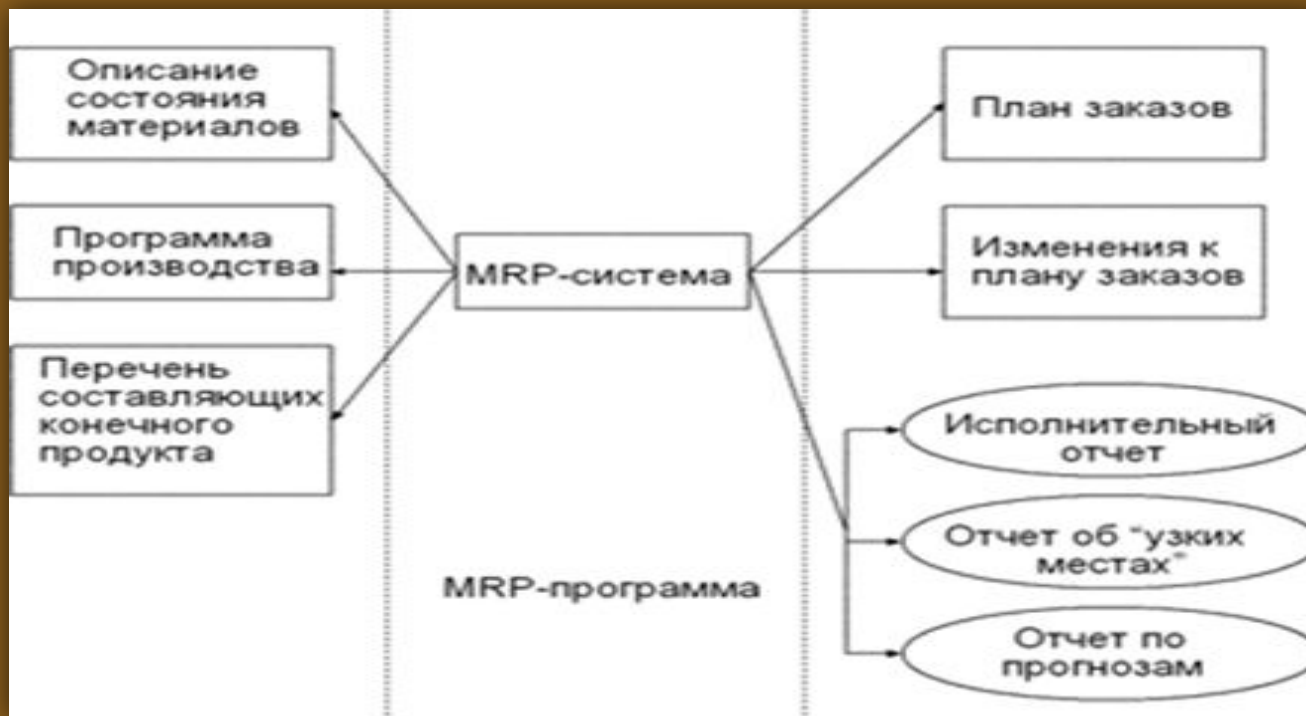 Описание
состояния
материалов
Программа
производства
Перечень
составляющих
конечного
продукта
MRP-система
MRP-программа
План заказов
Изменения к
плану заказов
Исполнительный
отчет
Отчет об "узких
местах"
Отчет по
прогнозам